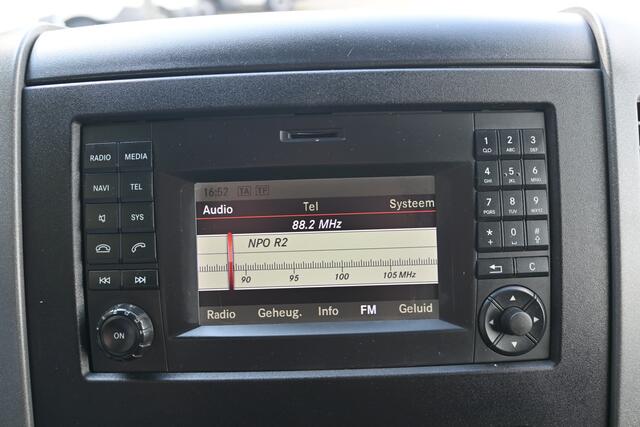 RADIO MEDIA
NAVI TEL
SYS
ON
16:52 TA TP
Audio Tel Systeem
88.2 MHz
NPO R2
90 95 100 105 MHz
Radio Geheug. Info FM Geluid
1 2 ABC 3 DEF
4 GHI 5 JKL 6 MNO
7 PQRS 8 TUV 9 WXYZ
* 0 #
C